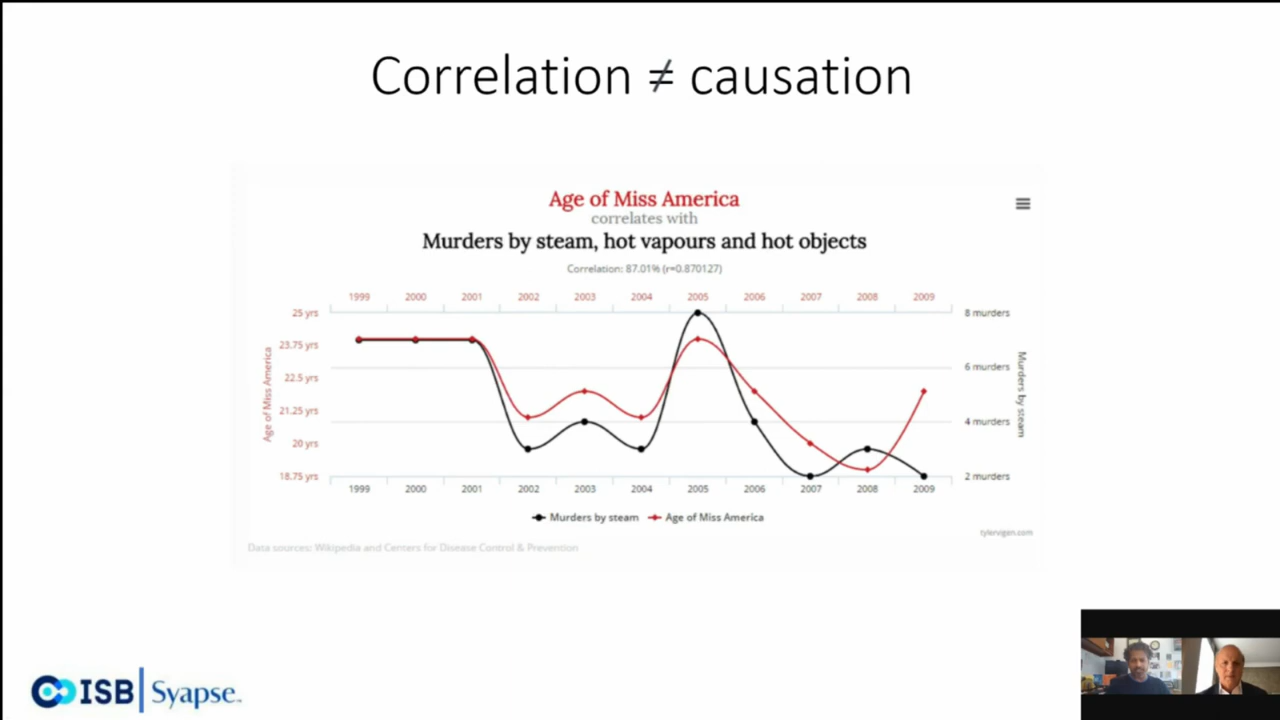 Correlation ≠ causation
Age of Miss America
correlates with
Murders by steam, hot vapours and hot objects
Correlation: 87.01% (r=0.870127)
1999 2000 2001 2002 2003 2004 2005 2006 2007 2008 2009
25 yrs
23.75 yrs
22.5 yrs
21.25 yrs
20 yrs
18.75 yrs
Age of Miss America
8 murders
6 murders
4 murders
2 murders
Murders by steam
1999 2000 2001 2002 2003 2004 2005 2006 2007 2008 2009
Murders by steam Age of Miss America
tylervigen.com
Data sources: Wikipedia and Centers for Disease Control & Prevention
ISB Syapse